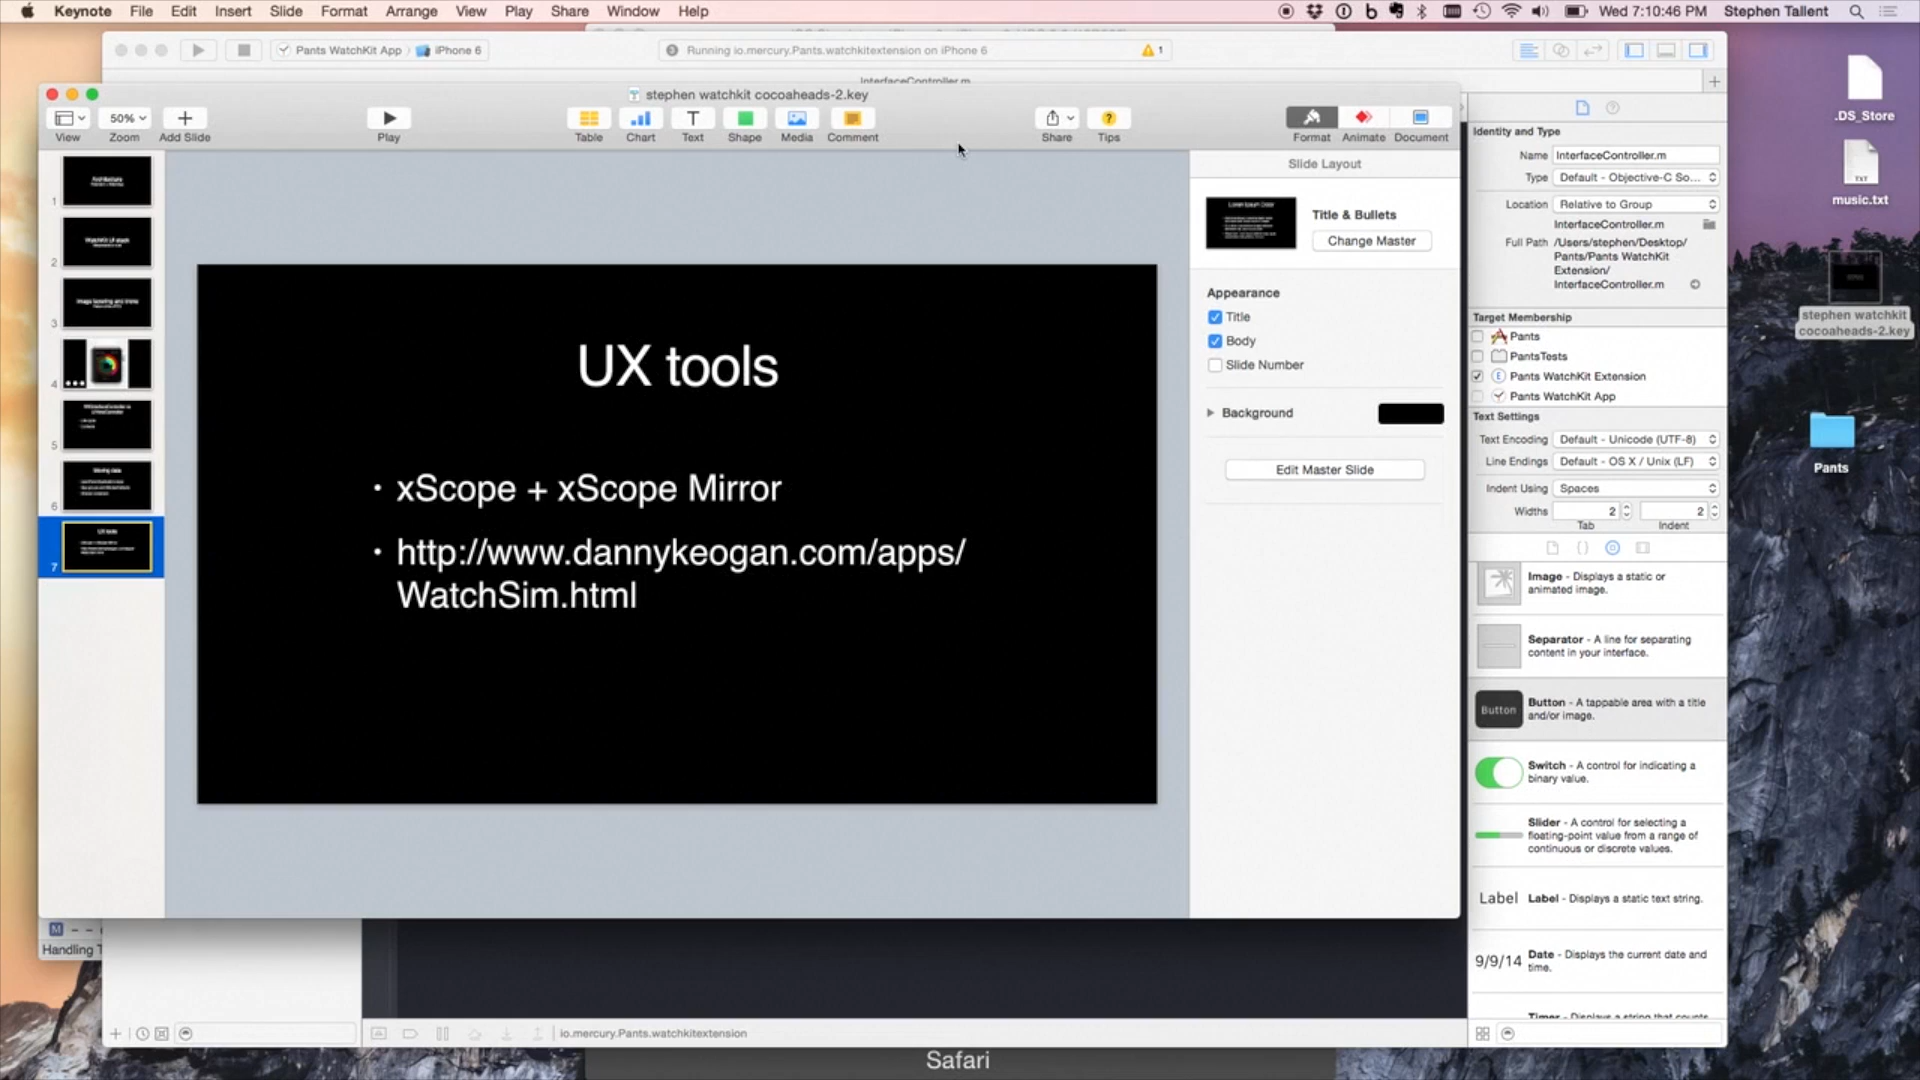 Keynote File Edit Insert Slide Format Arrange View Play Share Window Help
Wed 7:10:46 PM Stephen Tallent
Pants WatchKit App iPhone 6
Running io.mercury.Pants.watchkitextension on iPhone 6
1
InterfaceController.m
stephen watchkit cocoaheads-2.key
50%
View Zoom Add Slide Play Table Chart Text Shape Media Comment Share Tips Format Animate Document
1
2
3
4
5
6
7
UX tools
• xScope + xScope Mirror
• http://www.dannykeogan.com/apps/
WatchSim.html
Slide Layout
Title & Bullets
Change Master
Appearance
Title
Body
Slide Number
Background
Edit Master Slide
Identity and Type
Name InterfaceController.m
Type Default - Objective-C So...
Location Relative to Group
InterfaceController.m
Full Path /Users/stephen/Desktop/
Pants/Pants WatchKit
Extension/
InterfaceController.m
Target Membership
Pants
PantsTests
Pants WatchKit Extension
Pants WatchKit App
Text Settings
Text Encoding Default - Unicode (UTF-8)
Line Endings Default - OS X / Unix (LF)
Indent Using Spaces
Widths 2 2
Tab Indent
Image - Displays a static or
animated image.
Separator - A line for separating
content in your interface.
Button
Button - A tappable area with a title
and/or image.
Switch - A control for indicating a
binary value.
Slider - A control for selecting a
floating-point value from a range of
continuous or discrete values.
Label
Label - Displays a static text string.
9/9/14
Date - Displays the current date and
time.
.DS_Store
TXT
music.txt
stephen watchkit
cocoaheads-2.key
Pants
M
Handling
io.mercury.Pants.watchkitextension
Safari